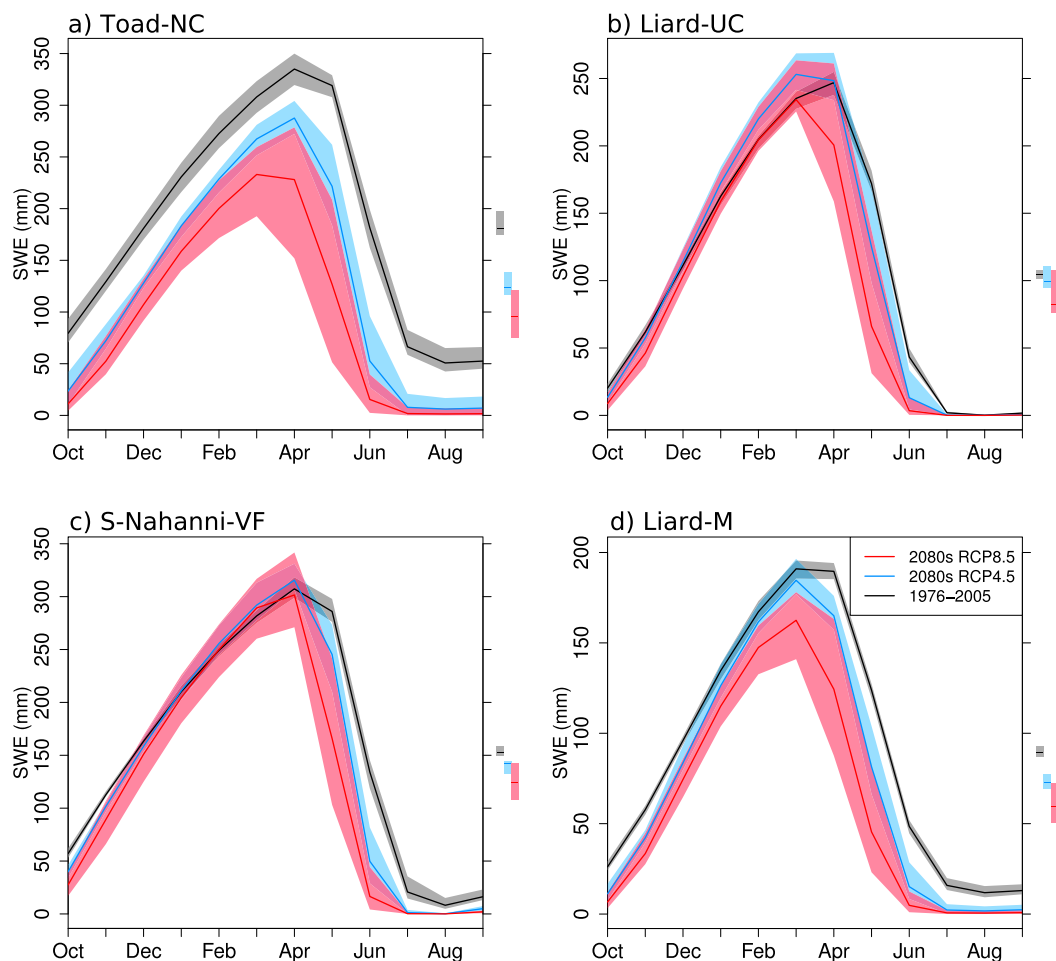 a) Toad-NC
SWE (mm)
0 50 100 150 200 250 300 350
Oct Dec Feb Apr Jun Aug
b) Liard-UC
SWE (mm)
0 50 100 150 200 250
Oct Dec Feb Apr Jun Aug
c) S-Nahanni-VF
SWE (mm)
0 50 100 150 200 250 300 350
Oct Dec Feb Apr Jun Aug
d) Liard-M
SWE (mm)
0 50 100 150 200
2080s RCP8.5
2080s RCP4.5
1976−2005
Oct Dec Feb Apr Jun Aug